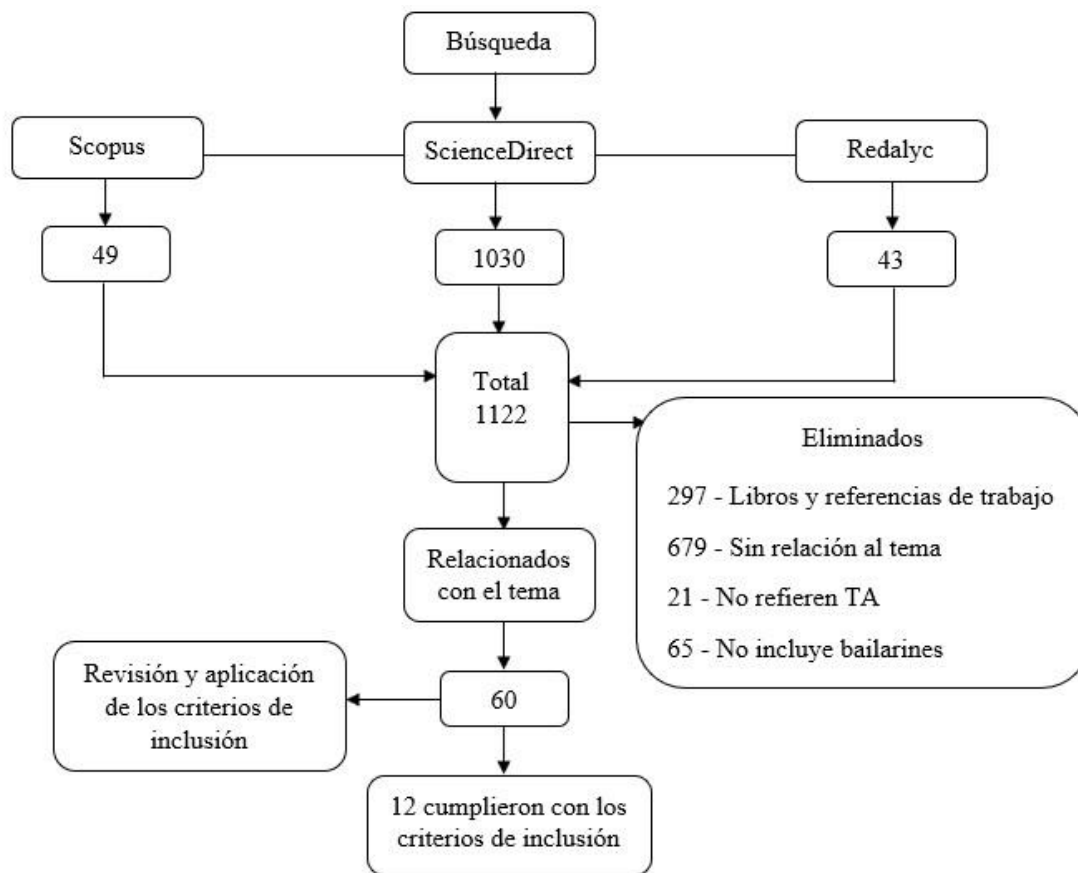 Búsqueda
Scopus
ScienceDirect
Redalyc
49
1030
43
Total
1122
Eliminados
297 - Libros y referencias de trabajo
679 - Sin relación al tema
21 - No refieren TA
65 - No incluye bailarines
Relacionados
con el tema
60
Revisión y aplicación
de los criterios de
inclusión
12 cumplieron con los
criterios de inclusión